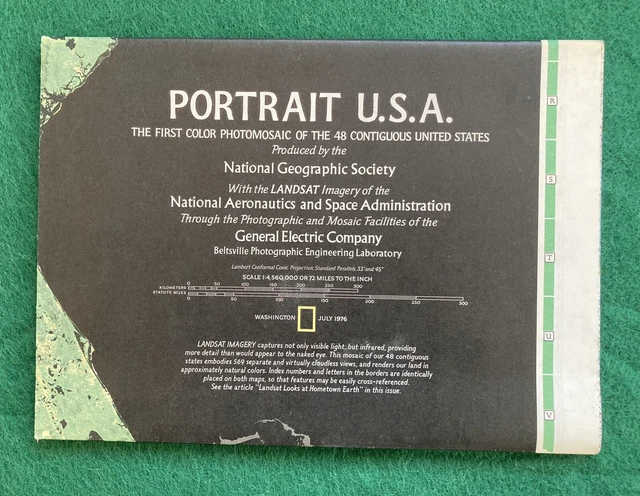 PORTRAIT U.S.A.
THE FIRST COLOR PHOTOMOSAIC OF THE 48 CONTIGUOUS UNITED STATES
Produced by the
National Geographic Society
With the LANDSAT Imagery of the
National Aeronautics and Space Administration
Through the Photographic and Mosaic Facilities of the
General Electric Company
Beltsville Photographic Engineering Laboratory
Lambert Conformal Conic Projection, Standard Parallels 33° and 45°
SCALE 1:4,560,000 OR 72 MILES TO THE INCH
KILOMETERS 0 50 100 150 200 250 300
STATUTE MILES 0 50 100 150 200 300
WASHINGTON JULY 1976
LANDSAT IMAGERY captures not only visible light, but infrared, providing
more detail than would appear to the naked eye. This mosaic of our 48 contiguous
states embodies 569 separate and virtually cloudless views, and renders our land in
approximately natural colors. Index numbers and letters in the borders are identically
placed on both maps, so that features may be easily cross-referenced.
See the article "Landsat Looks at Hometown Earth" in this issue.
R
S
T
U
V